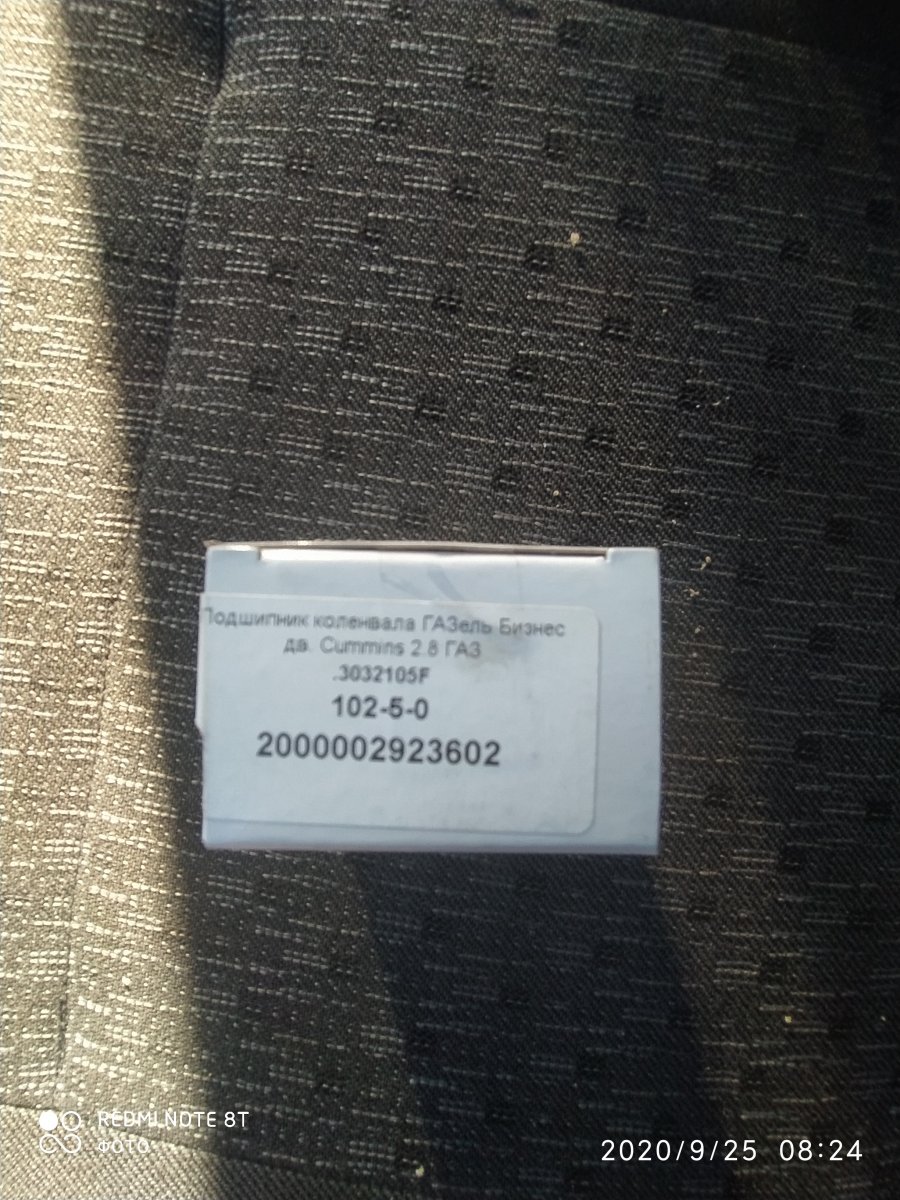 Подшипник коленвала ГАЗель Бизнес
дв. Cummins 2.8 ГАЗ
.3032105F
102-5-0
2000002923602
REDMI NOTE 8T
ФОТО
2020/9/25 08:24